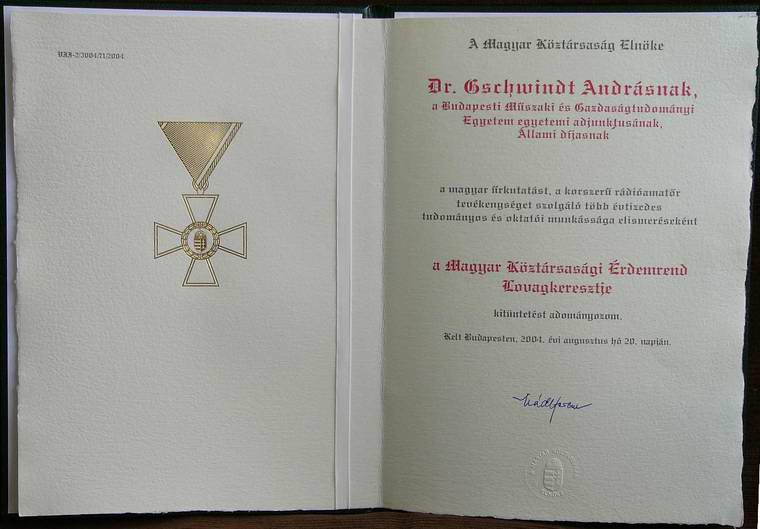 A Magyar Köztársaság Elnöke
Dr. Gschwindt Andrásnak,
a Budapesti Műszaki és Gazdaságtudományi
Egyetem egyetemi adjunktusának,
Állami díjasnak
a magyar űrkutatást, a korszerű rádióamatőr
tevékenységet szolgáló több évtizedes
tudományos és oktatói munkássága elismeréseként
a Magyar Köztársasági Érdemrend
Lovagkeresztje
kitüntetést adományozom.
Kelt Budapesten, 2004. évi augusztus hó 20. napján.